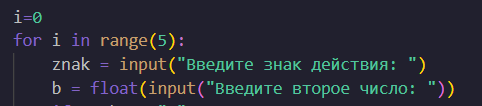 i=0
for i in range(5):
    znak = input("Введите знак действия: ")
    b = float(input("Введите второе число: "))